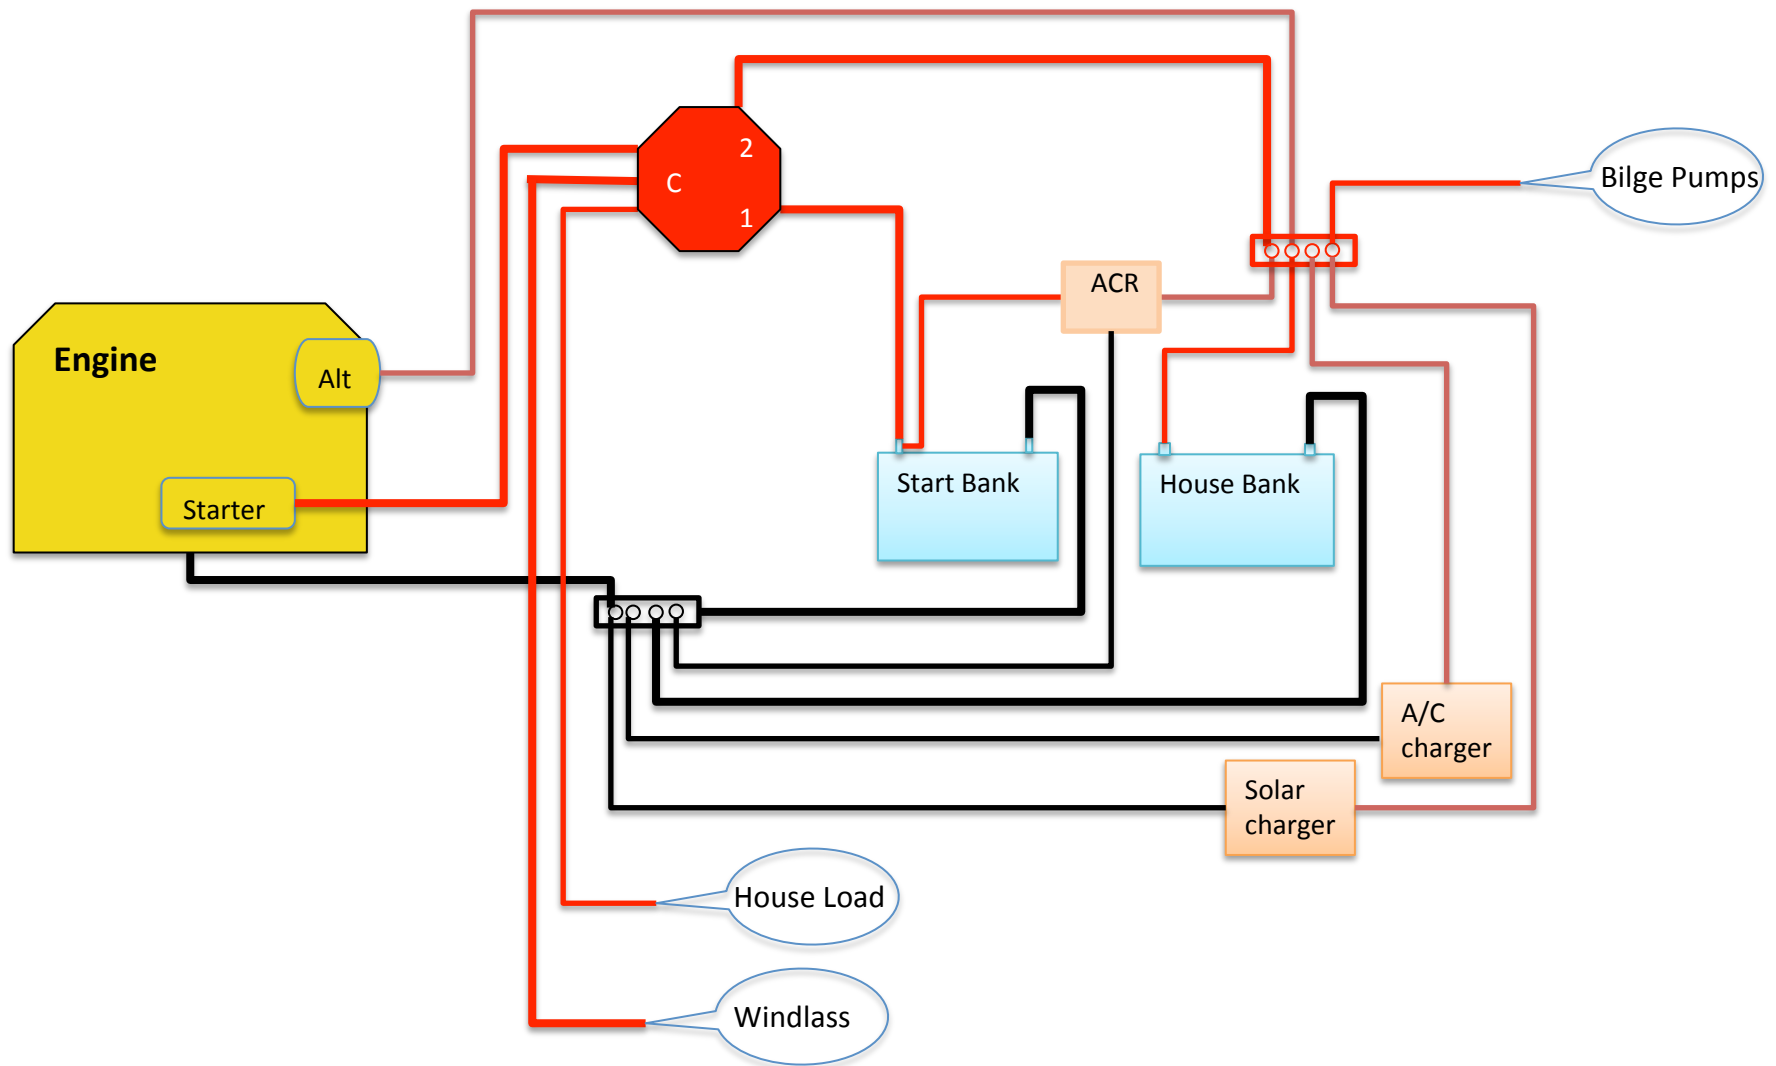 2
C
1
Bilge Pumps
ACR
Engine
Alt
Start Bank
House Bank
Starter
A/C
charger
Solar
charger
House Load
Windlass